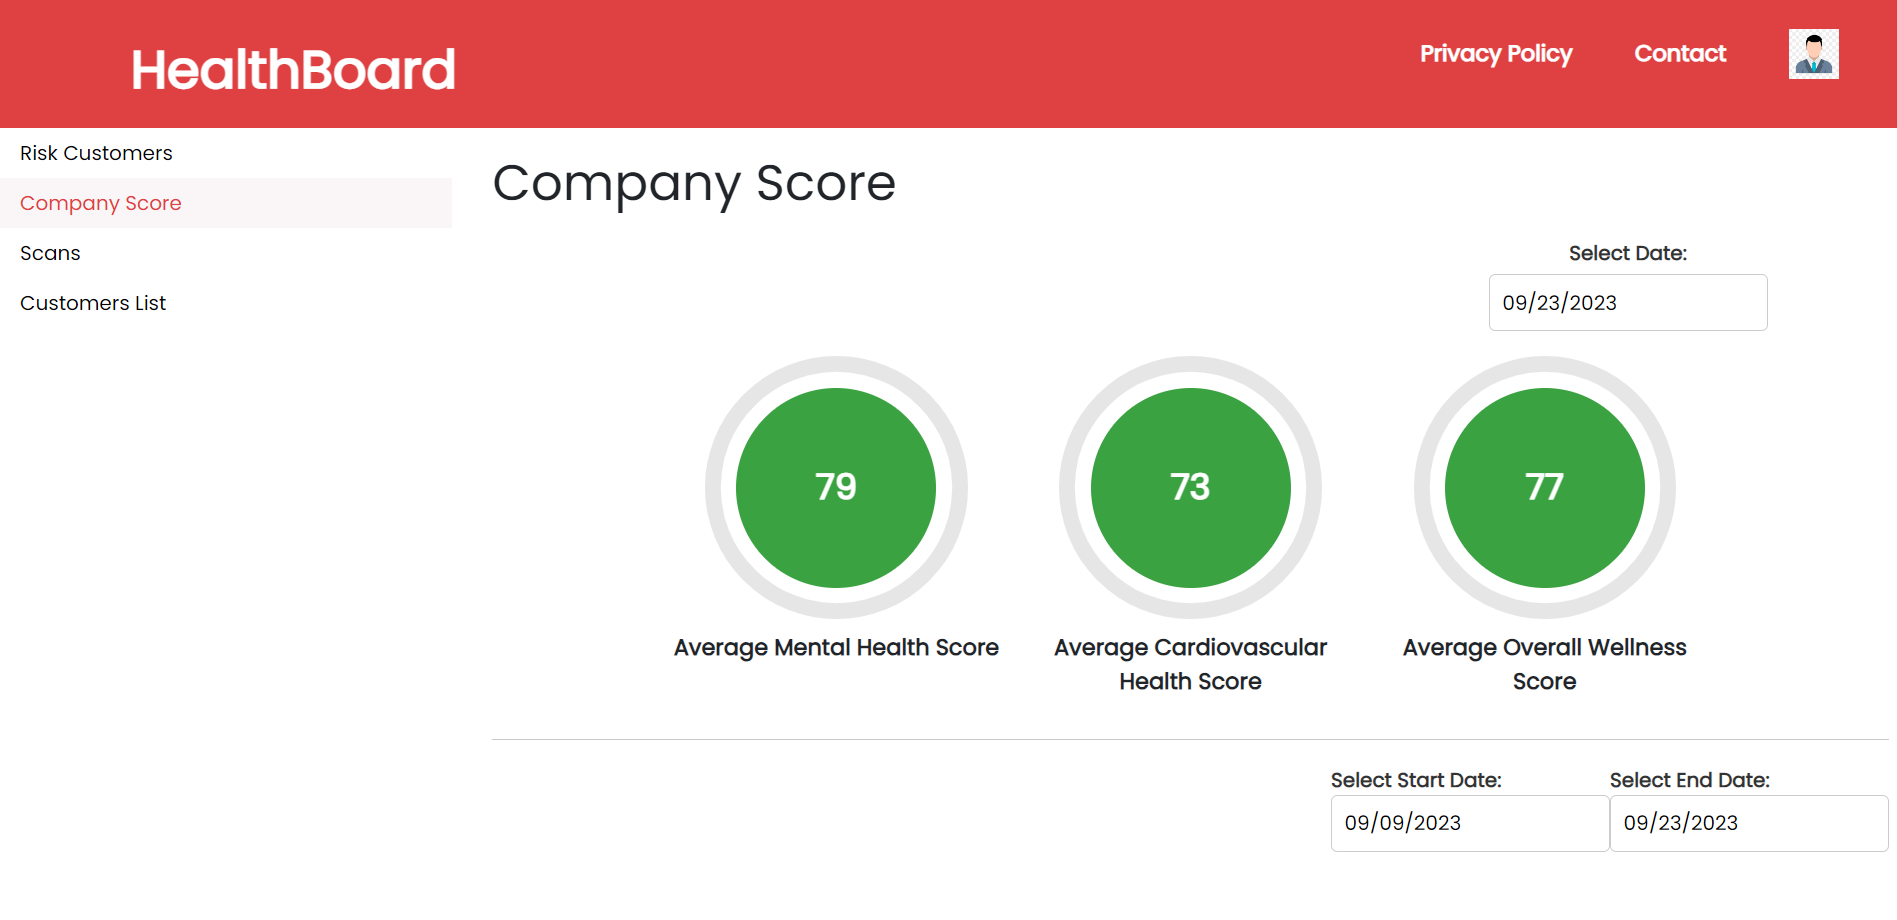 HealthBoard
Privacy Policy
Contact
Risk Customers
Company Score
Scans
Customers List
Company Score
Select Date:
09/23/2023
79
73
77
Average Mental Health Score
Average Cardiovascular
Health Score
Average Overall Wellness
Score
Select Start Date:
09/09/2023
Select End Date:
09/23/2023